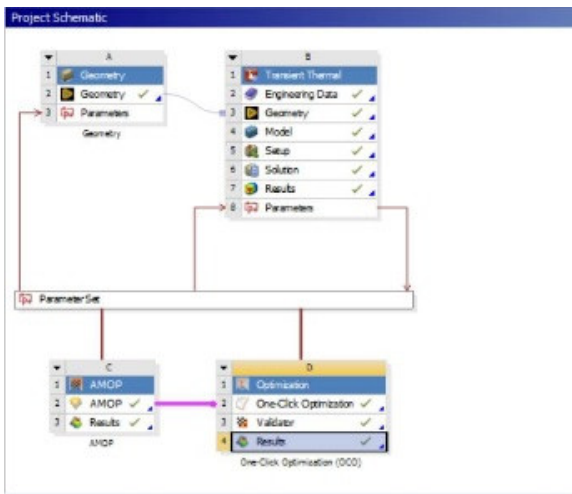 Project Schematic
A
1 Geometry
2 Geometry
3 Parameters
Geometry
B
1 Transient Thermal
2 Engineering Data
3 Geometry
4 Model
5 Setup
6 Solution
7 Results
8 Parameters
Parameter Set
C
1 AMOP
2 AMOP
3 Results
AMOP
D
1 Optimization
2 One-Click Optimization
3 Validator
4 Results
One-Click Optimization (OCO)